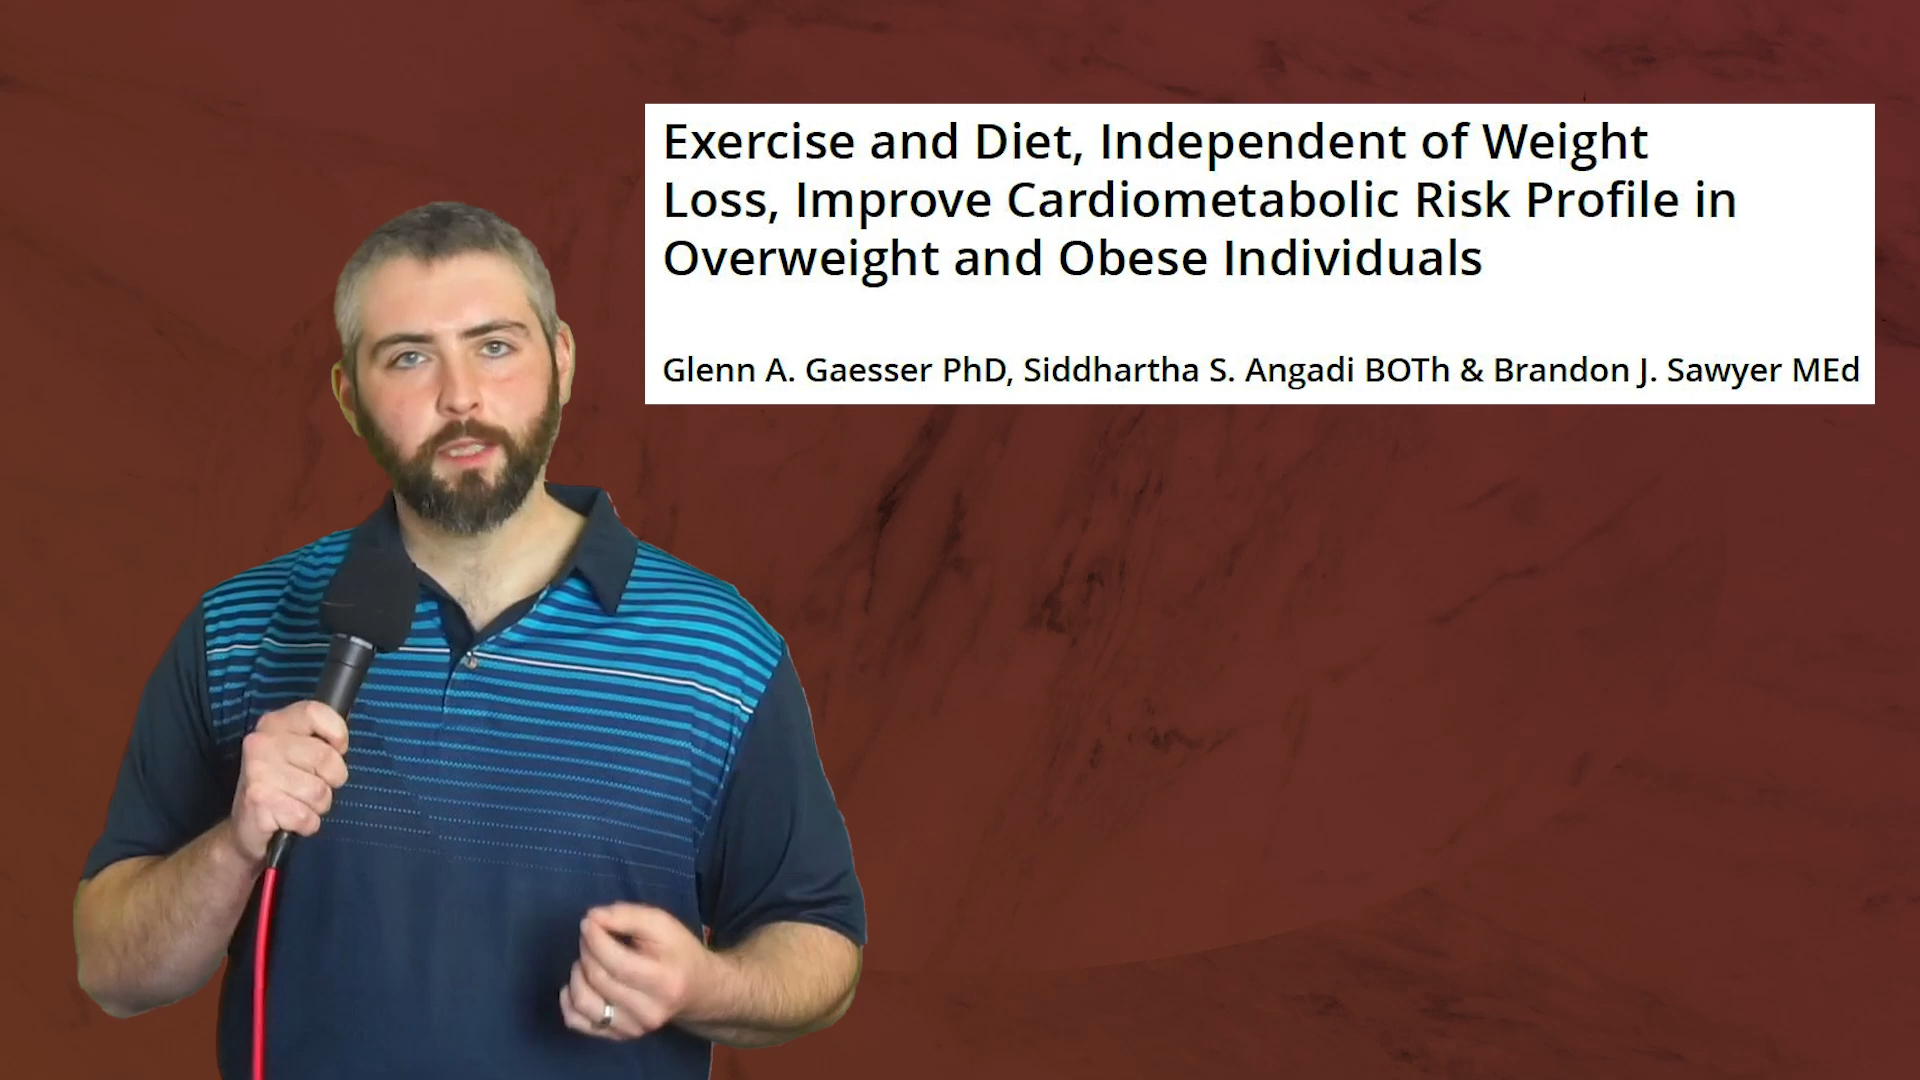 Exercise and Diet, Independent of Weight
Loss, Improve Cardiometabolic Risk Profile in
Overweight and Obese Individuals
Glenn A. Gaesser PhD, Siddhartha S. Angadi BOTh & Brandon J. Sawyer MEd